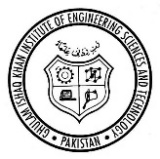 GHULAM ISHAQ KHAN INSTITUTE OF ENGINEERING SCIENCES AND TECHNOLOGY
• PAKISTAN •